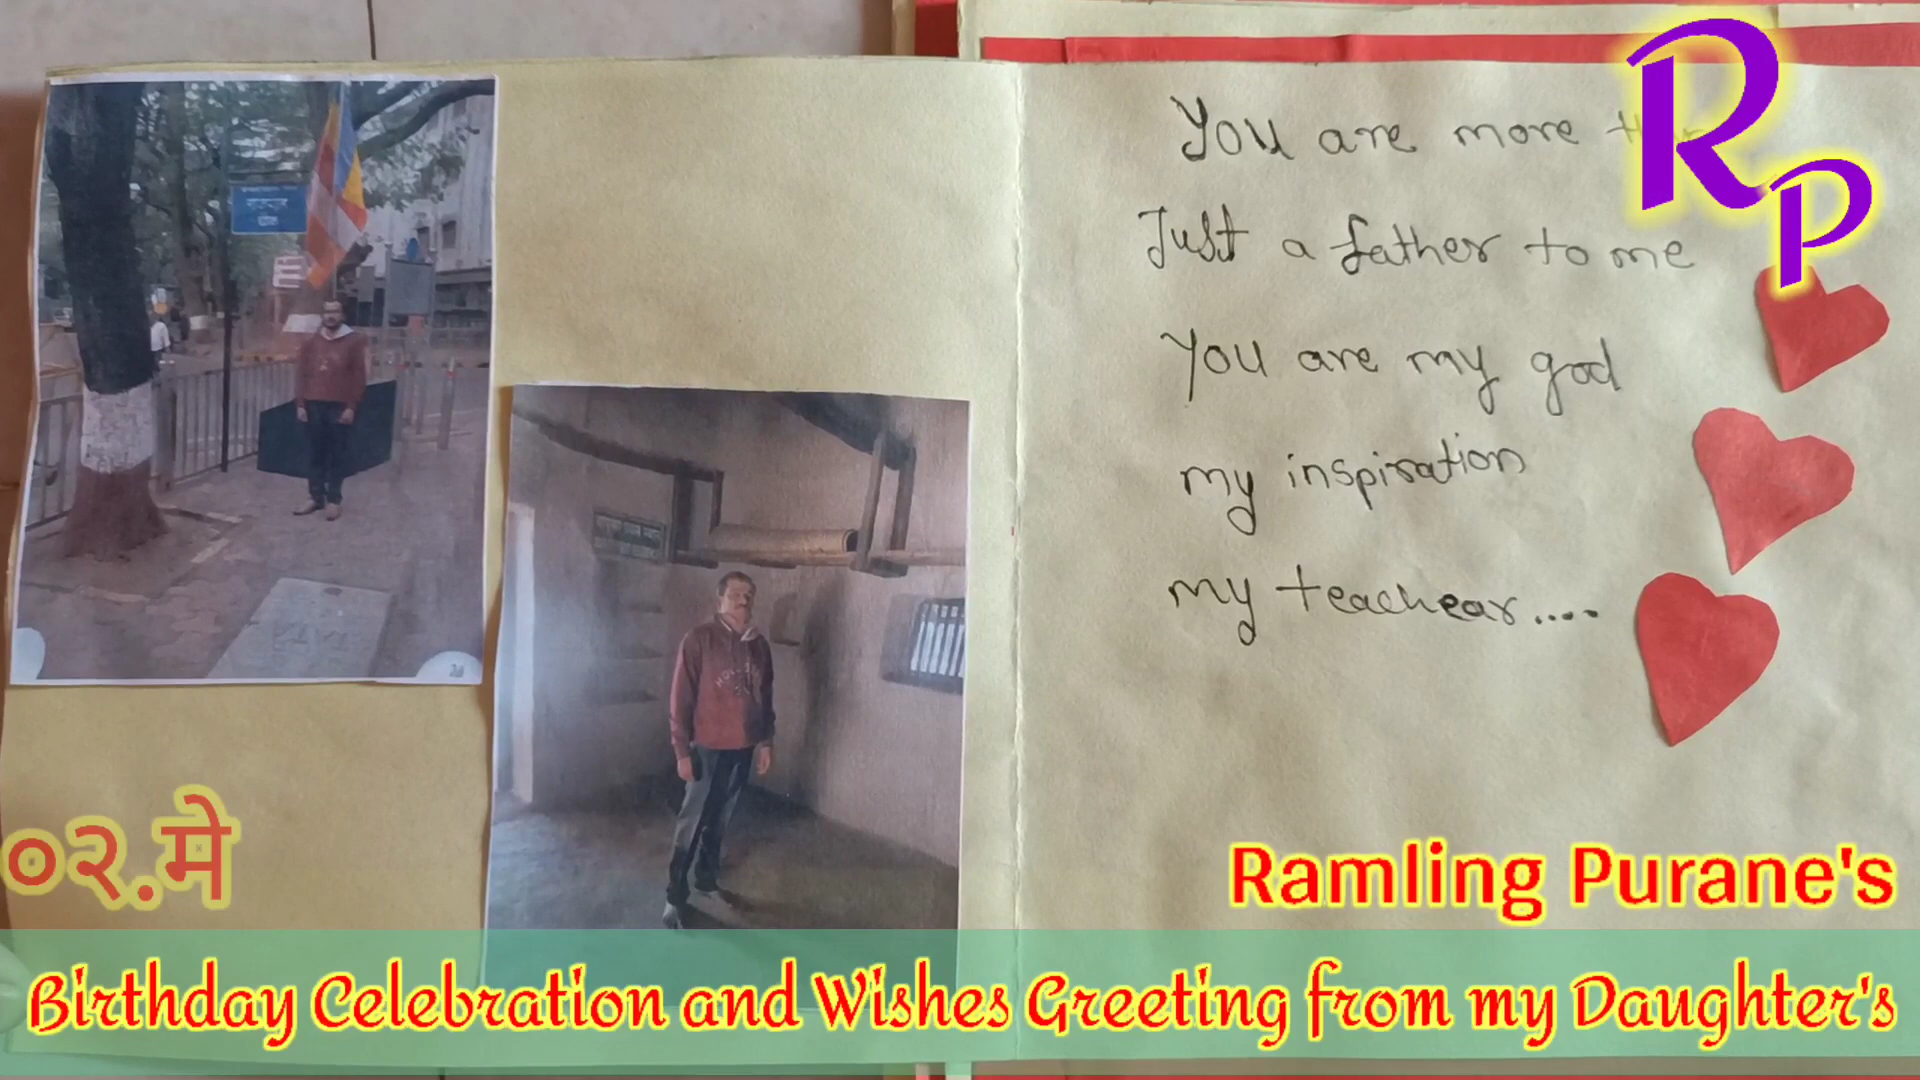 You are more than
Just a father to me
You are my god
my inspiration
my teachear....
RP
०२.मे
Ramling Purane's
Birthday Celebration and Wishes Greeting from my Daughter's